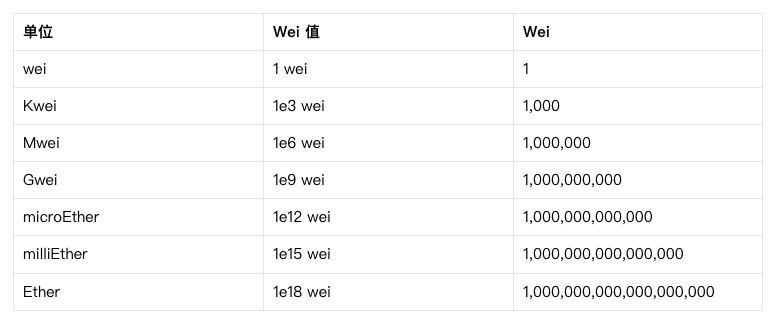 单位 Wei 值 Wei
wei 1 wei 1
Kwei 1e3 wei 1,000
Mwei 1e6 wei 1,000,000
Gwei 1e9 wei 1,000,000,000
microEther 1e12 wei 1,000,000,000,000
milliEther 1e15 wei 1,000,000,000,000,000
Ether 1e18 wei 1,000,000,000,000,000,000